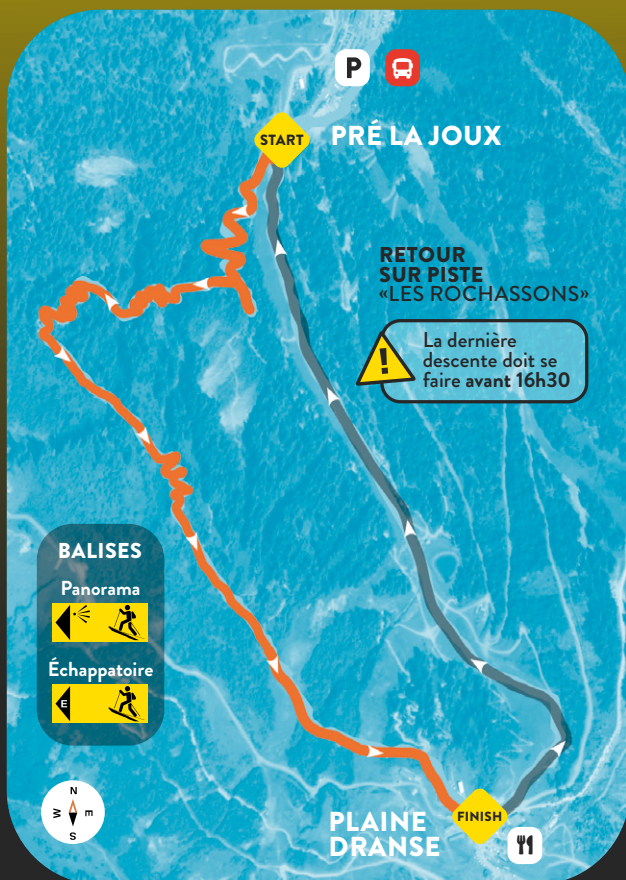 P
START
PRÉ LA JOUX
RETOUR
SUR PISTE
«LES ROCHASSONS»
!
La dernière
descente doit se
faire avant 16h30
BALISES
Panorama
Échappatoire
E
N
W E
S
PLAINE
DRANSE
FINISH